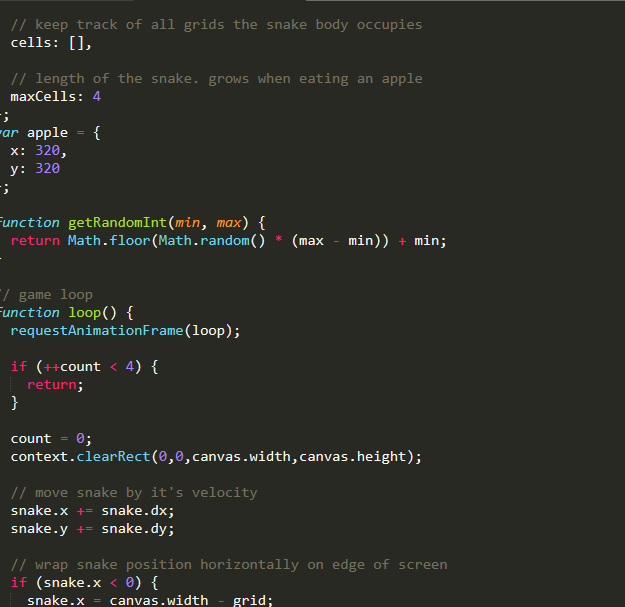 // keep track of all grids the snake body occupies
cells: [],
// length of the snake. grows when eating an apple
maxCells: 4
};
var apple = {
x: 320,
y: 320
};
function getRandomInt(min, max) {
return Math.floor(Math.random() * (max - min)) + min;
}
// game loop
function loop() {
requestAnimationFrame(loop);
if (++count < 4) {
return;
}
count = 0;
context.clearRect(0,0,canvas.width,canvas.height);
// move snake by it's velocity
snake.x += snake.dx;
snake.y += snake.dy;
// wrap snake position horizontally on edge of screen
if (snake.x < 0) {
snake.x = canvas.width - grid;